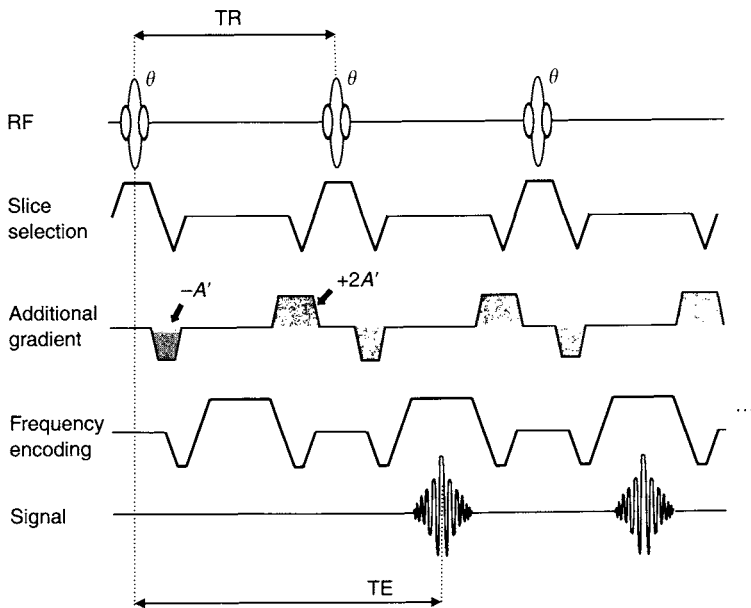 TR
θ
θ
θ
RF
Slice
selection
−A′
+2A′
Additional
gradient
Frequency
encoding
...
Signal
TE